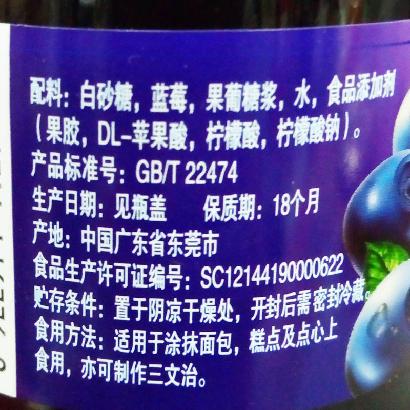 配料：白砂糖，蓝莓，果葡糖浆，水，食品添加剂
（果胶，DL-苹果酸，柠檬酸，柠檬酸钠）。
产品标准号：GB/T 22474
生产日期：见瓶盖 保质期：18个月
产地：中国广东省东莞市
食品生产许可证编号：SC12144190000622
贮存条件：置于阴凉干燥处，开封后需密封冷藏。
食用方法：适用于涂抹面包，糕点及点心上
食用，亦可制作三文治。